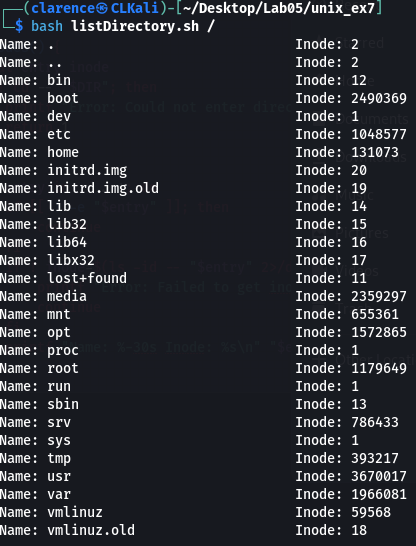 ┌──(clarence㉿CLKali)-[~/Desktop/Lab05/unix_ex7]
└─$ bash listDirectory.sh /
Name: . Inode: 2
Name: .. Inode: 2
Name: bin Inode: 12
Name: boot Inode: 2490369
Name: dev Inode: 1
Name: etc Inode: 1048577
Name: home Inode: 131073
Name: initrd.img Inode: 20
Name: initrd.img.old Inode: 19
Name: lib Inode: 14
Name: lib32 Inode: 15
Name: lib64 Inode: 16
Name: libx32 Inode: 17
Name: lost+found Inode: 11
Name: media Inode: 2359297
Name: mnt Inode: 655361
Name: opt Inode: 1572865
Name: proc Inode: 1
Name: root Inode: 1179649
Name: run Inode: 1
Name: sbin Inode: 13
Name: srv Inode: 786433
Name: sys Inode: 1
Name: tmp Inode: 393217
Name: usr Inode: 3670017
Name: var Inode: 1966081
Name: vmlinuz Inode: 59568
Name: vmlinuz.old Inode: 18